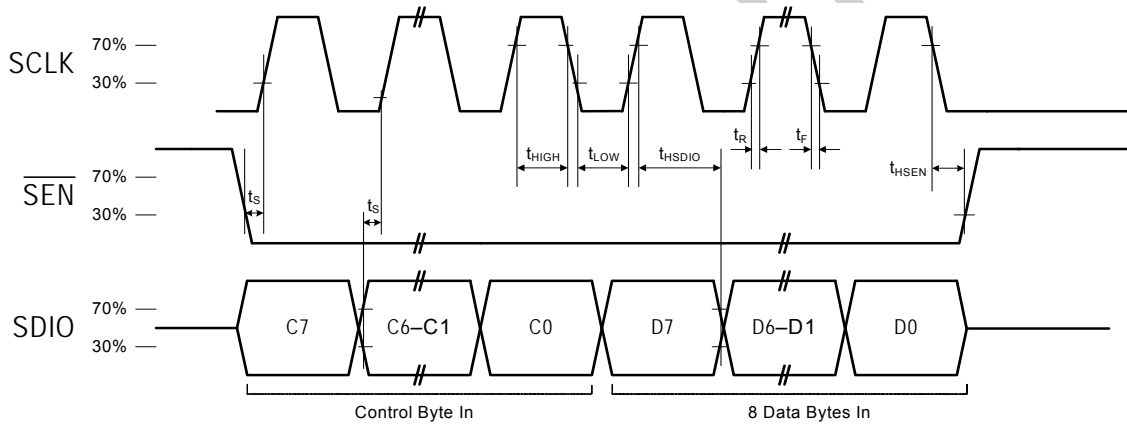 SCLK
70%
30%
tR
tF
tHIGH
tLOW
tHSDIO
tHSEN
SEN
70%
30%
tS
tS
SDIO
70%
30%
C7
C6–C1
C0
D7
D6–D1
D0
Control Byte In
8 Data Bytes In